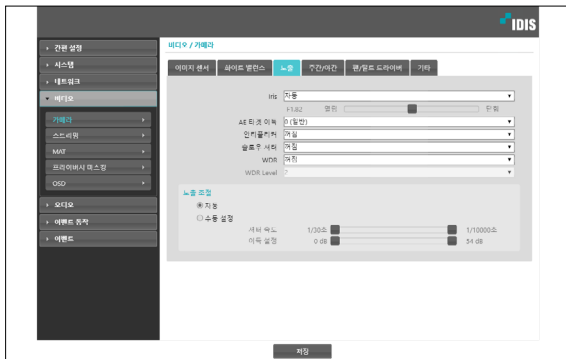 IDIS
간편 설정
시스템
네트워크
비디오
카메라
스트리밍
MAT
프라이버시 마스킹
OSD
오디오
이벤트 동작
이벤트
비디오 / 카메라
이미지 센서 화이트 밸런스 노출 주간/야간 팬/틸트 드라이버 기타
Iris 자동
F1.82 열림 닫힘
AE 타겟 이득 0 (일반)
안티플리커 꺼짐
슬로우 셔터 꺼짐
WDR 꺼짐
WDR Level 2
노출 조정
자동
수동 설정
셔터 속도 1/30초 1/10000초
이득 설정 0 dB 54 dB
저장